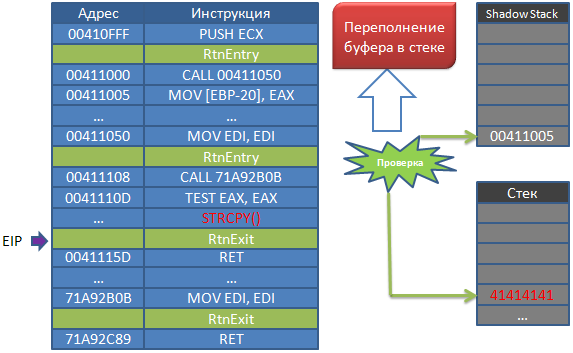 Адрес Инструкция
00410FFF PUSH ECX
RtnEntry
00411000 CALL 00411050
00411005 MOV [EBP-20], EAX
... ...
00411050 MOV EDI, EDI
RtnEntry
00411108 CALL 71A92B0B
0041110D TEST EAX, EAX
... STRCPY()
EIP
RtnExit
0041115D RET
... ...
71A92B0B MOV EDI, EDI
RtnExit
71A92C89 RET
Переполнение
буфера в стеке
Проверка
Shadow Stack
00411005
Стек
41414141
...